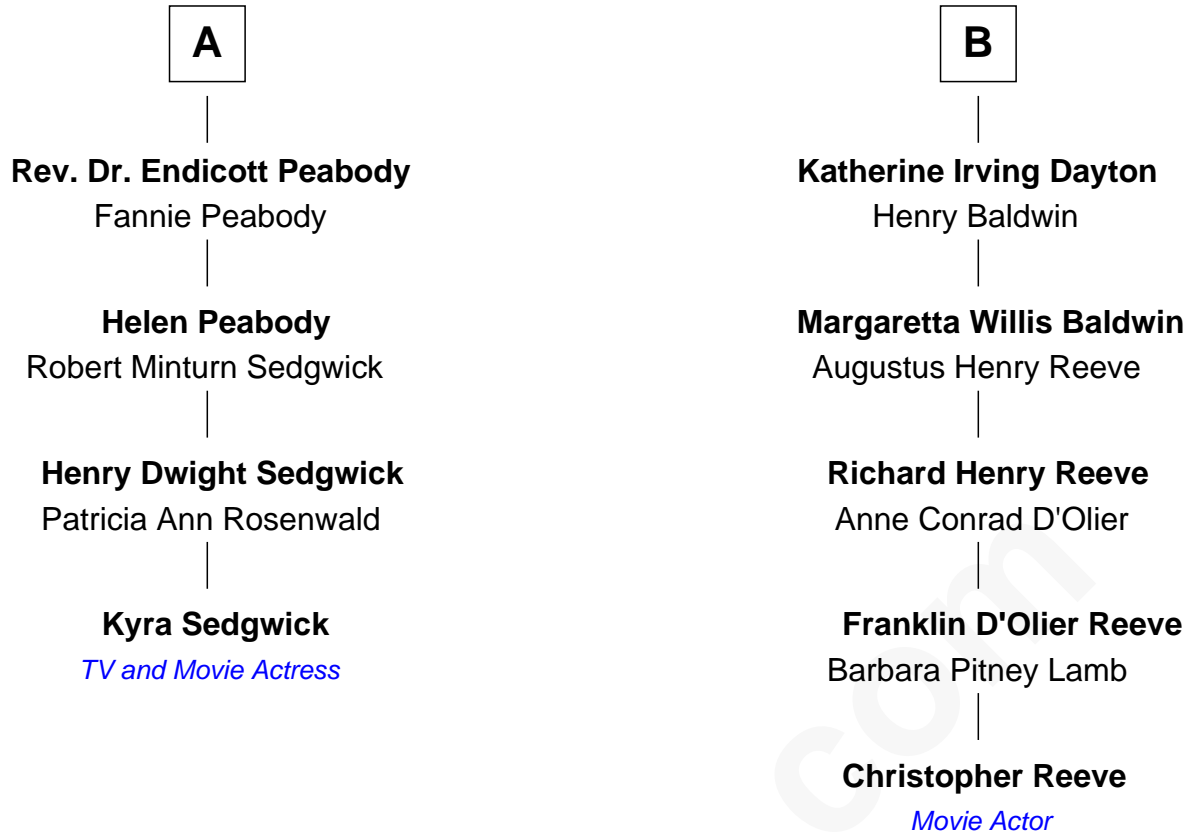 A
Rev. Dr. Endicott Peabody
Fannie Peabody
Helen Peabody
Robert Minturn Sedgwick
Henry Dwight Sedgwick
Patricia Ann Rosenwald
Kyra Sedgwick
TV and Movie Actress
B
Katherine Irving Dayton
Henry Baldwin
Margaretta Willis Baldwin
Augustus Henry Reeve
Richard Henry Reeve
Anne Conrad D'Olier
Franklin D'Olier Reeve
Barbara Pitney Lamb
Christopher Reeve
Movie Actor
com